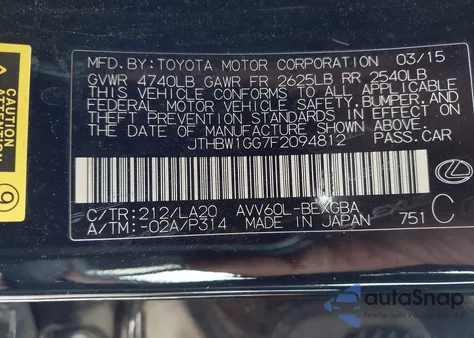 MFD.BY:TOYOTA MOTOR CORPORATION 03/15
GVWR 4740LB GAWR FR 2625LB RR 2540LB
THIS VEHICLE CONFORMS TO ALL APPLICABLE
FEDERAL MOTOR VEHICLE SAFETY,BUMPER,AND
THEFT PREVENTION STANDARDS IN EFFECT ON
THE DATE OF MANUFACTURE SHOWN ABOVE.
JTHBW1GG7F2094812 PASS.CAR
C/TR:212/LA20 AVV60L-BEXGBA
A/TM:-02A/P314 MADE IN JAPAN 751 C
CAUTION
9
autoSnap